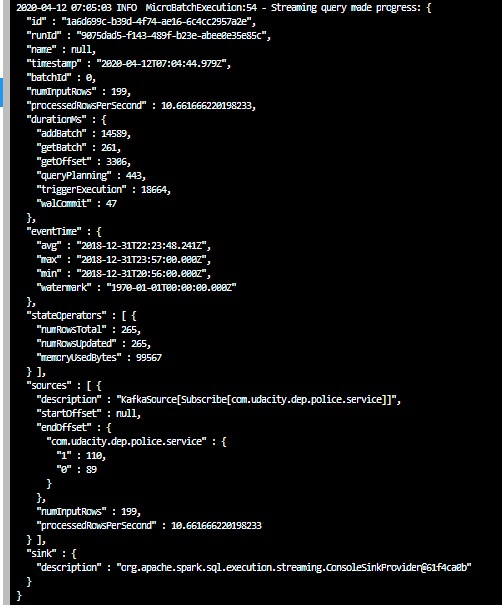 2020-04-12 07:05:03 INFO  MicroBatchExecution:54 - Streaming query made progress: {
  "id" : "1a6d699c-b39d-4f74-ae16-6c4cc2957a2e",
  "runId" : "9075dad5-f143-489f-b23e-abee0e35e85c",
  "name" : null,
  "timestamp" : "2020-04-12T07:04:44.979Z",
  "batchId" : 0,
  "numInputRows" : 199,
  "processedRowsPerSecond" : 10.661666220198233,
  "durationMs" : {
    "addBatch" : 14589,
    "getBatch" : 261,
    "getOffset" : 3306,
    "queryPlanning" : 443,
    "triggerExecution" : 18664,
    "walCommit" : 47
  },
  "eventTime" : {
    "avg" : "2018-12-31T22:23:48.241Z",
    "max" : "2018-12-31T23:57:00.000Z",
    "min" : "2018-12-31T20:56:00.000Z",
    "watermark" : "1970-01-01T00:00:00.000Z"
  },
  "stateOperators" : [ {
    "numRowsTotal" : 265,
    "numRowsUpdated" : 265,
    "memoryUsedBytes" : 99567
  } ],
  "sources" : [ {
    "description" : "KafkaSource[Subscribe[com.udacity.dep.police.service]]",
    "startOffset" : null,
    "endOffset" : {
      "com.udacity.dep.police.service" : {
        "1" : 110,
        "0" : 89
      }
    },
    "numInputRows" : 199,
    "processedRowsPerSecond" : 10.661666220198233
  } ],
  "sink" : {
    "description" : "org.apache.spark.sql.execution.streaming.ConsoleSinkProvider@61f4ca0b"
  }
}